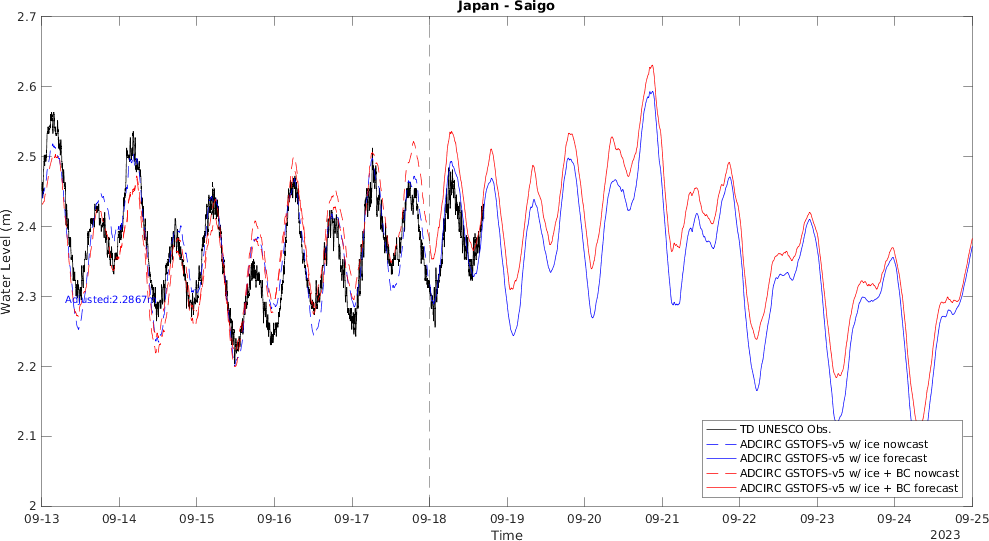 Japan - Saigo
Water Level (m)
2.7
2.6
2.5
2.4
2.3
2.2
2.1
2
Adjusted:2.2867m
TD UNESCO Obs.
ADCIRC GSTOFS-v5 w/ ice nowcast
ADCIRC GSTOFS-v5 w/ ice forecast
ADCIRC GSTOFS-v5 w/ ice + BC nowcast
ADCIRC GSTOFS-v5 w/ ice + BC forecast
09-13 09-14 09-15 09-16 09-17 09-18 09-19 09-20 09-21 09-22 09-23 09-24 09-25
Time
2023